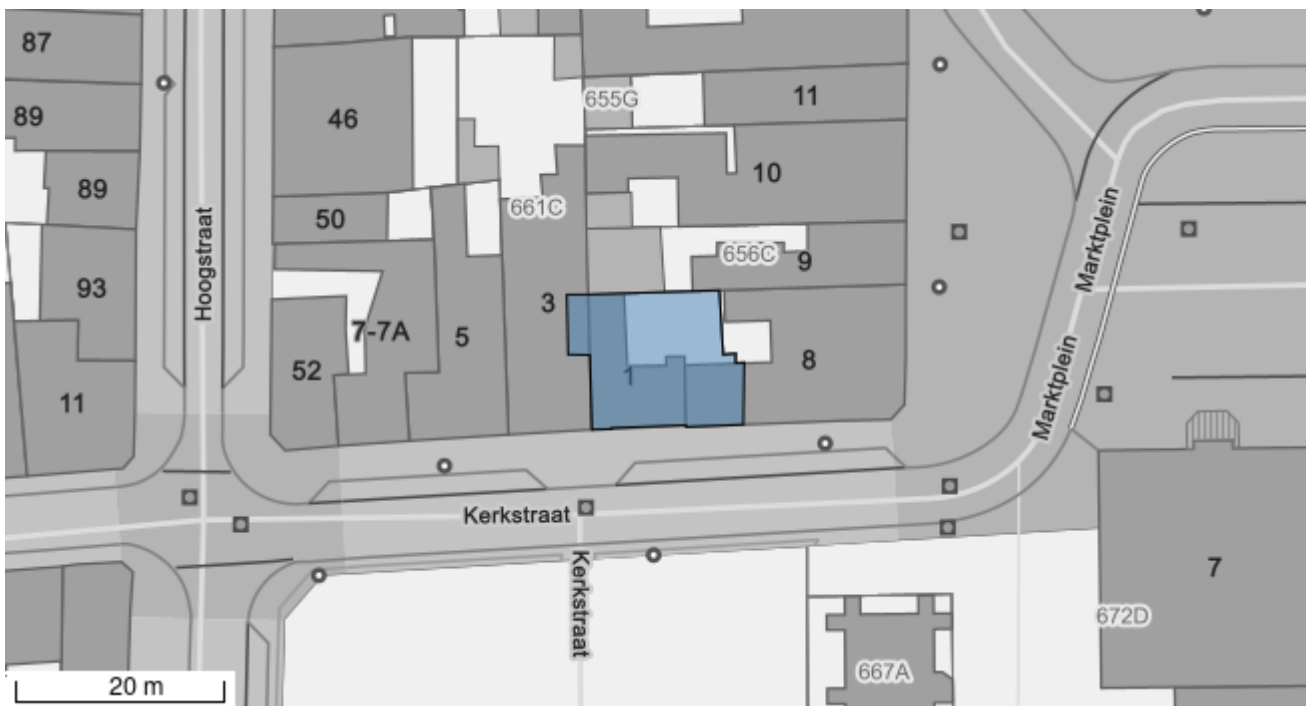 87
46
655G
11
89
10
89
50
661C
Hoogstraat
Marktplein
656C
9
93
3
7-7A
5
1
8
52
11
Marktplein
Kerkstraat
Kerkstraat
7
672D
667A
20 m